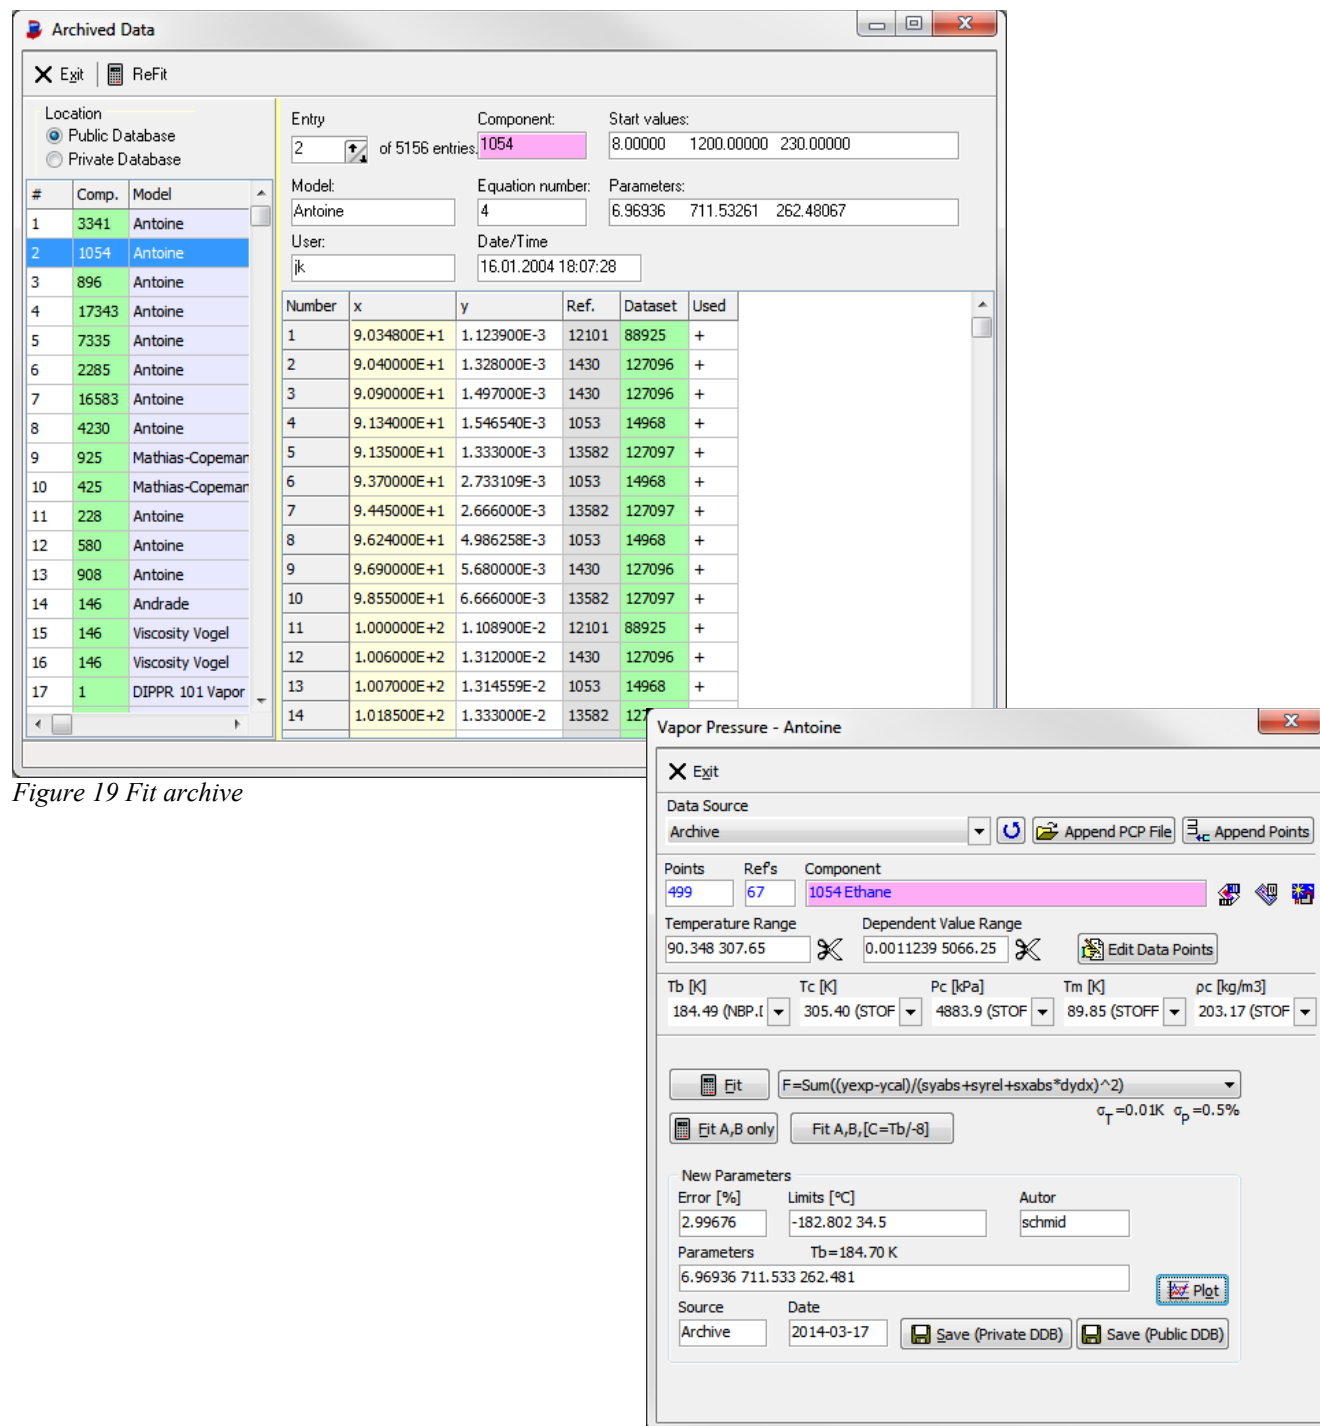 Archived Data
Exit ReFit
Location
Public Database
Private Database
Entry Component: Start values:
2 of 5156 entries. 1054 8.00000 1200.00000 230.00000
Model: Equation number: Parameters:
Antoine 4 6.96936 711.53261 262.48067
User: Date/Time
jk 16.01.2004 18:07:28
# Comp. Model
1 3341 Antoine
2 1054 Antoine
3 896 Antoine
4 17343 Antoine
5 7335 Antoine
6 2285 Antoine
7 16583 Antoine
8 4230 Antoine
9 925 Mathias-Copeman
10 425 Mathias-Copeman
11 228 Antoine
12 580 Antoine
13 908 Antoine
14 146 Andrade
15 146 Viscosity Vogel
16 146 Viscosity Vogel
17 1 DIPPR 101 Vapor
Number x y Ref. Dataset Used
1 9.034800E+1 1.123900E-3 12101 88925 +
2 9.040000E+1 1.328000E-3 1430 127096 +
3 9.090000E+1 1.497000E-3 1430 127096 +
4 9.134000E+1 1.546540E-3 1053 14968 +
5 9.135000E+1 1.333000E-3 13582 127097 +
6 9.370000E+1 2.733109E-3 1053 14968 +
7 9.445000E+1 2.666000E-3 13582 127097 +
8 9.624000E+1 4.986258E-3 1053 14968 +
9 9.690000E+1 5.680000E-3 1430 127096 +
10 9.855000E+1 6.666000E-3 13582 127097 +
11 1.000000E+2 1.108900E-2 12101 88925 +
12 1.006000E+2 1.312000E-2 1430 127096 +
13 1.007000E+2 1.314559E-2 1053 14968 +
14 1.018500E+2 1.333000E-2 13582 127
Figure 19 Fit archive
Vapor Pressure - Antoine
Exit
Data Source
Archive Append PCP File Append Points
Points Refs Component
499 67 1054 Ethane
Temperature Range Dependent Value Range
90.348 307.65 0.0011239 5066.25 Edit Data Points
Tb [K] Tc [K] Pc [kPa] Tm [K] ρc [kg/m3]
184.49 (NBP.D 305.40 (STOF 4883.9 (STOF 89.85 (STOFF 203.17 (STOF
Fit F=Sum((yexp-ycal)/(syabs+syrel+sxabs*dydx)^2)
σT=0.01K σP=0.5%
Fit A,B only Fit A,B,[C=Tb/-8]
New Parameters
Error [%] Limits [°C] Autor
2.99676 -182.802 34.5 schmid
Parameters Tb=184.70 K
6.96936 711.533 262.481
Plot
Source Date
Archive 2014-03-17 Save (Private DDB) Save (Public DDB)